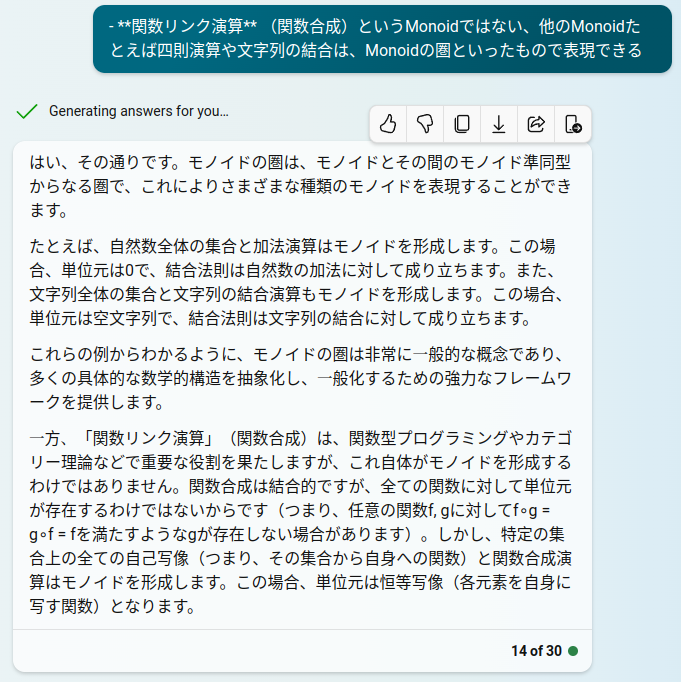 - **関数リンク演算** （関数合成）というMonoidではない、他のMonoidた
とえば四則演算や文字列の結合は、Monoidの圏といったもので表現できる
Generating answers for you…
はい、その通りです。モノイドの圏は、モノイドとその間のモノイド準同型
からなる圏で、これによりさまざまな種類のモノイドを表現することができ
ます。
たとえば、自然数全体の集合と加法演算はモノイドを形成します。この場
合、単位元は0で、結合法則は自然数の加法に対して成り立ちます。また、
文字列全体の集合と文字列の結合演算もモノイドを形成します。この場合、
単位元は空文字列で、結合法則は文字列の結合に対して成り立ちます。
これらの例からわかるように、モノイドの圏は非常に一般的な概念であり、
多くの具体的な数学的構造を抽象化し、一般化するための強力なフレームワ
ークを提供します。
一方、「関数リンク演算」（関数合成）は、関数型プログラミングやカテゴ
リー理論などで重要な役割を果たしますが、これ自体がモノイドを形成する
わけではありません。関数合成は結合的ですが、全ての関数に対して単位元
が存在するわけではないからです（つまり、任意の関数f, gに対してf∘g =
g∘f = fを満たすようなgが存在しない場合があります）。しかし、特定の集
合上の全ての自己写像（つまり、その集合から自身への関数）と関数合成演
算はモノイドを形成します。この場合、単位元は恒等写像（各元素を自身に
写す関数）となります。
14 of 30